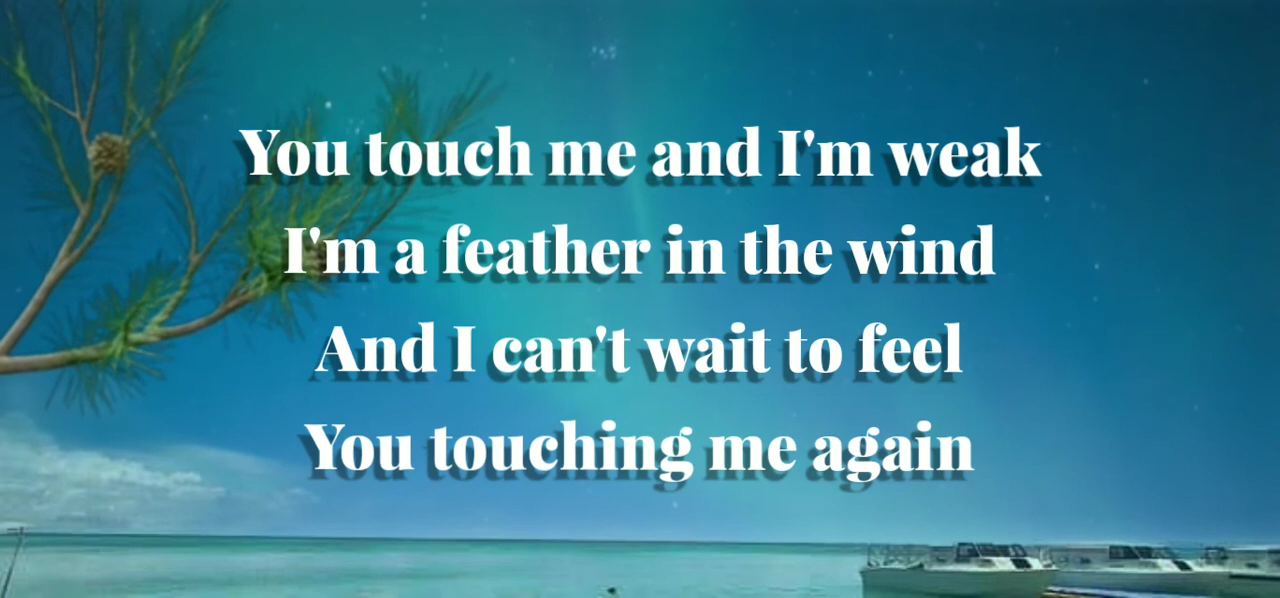 You touch me and I'm weak
I'm a feather in the wind
And I can't wait to feel
You touching me again